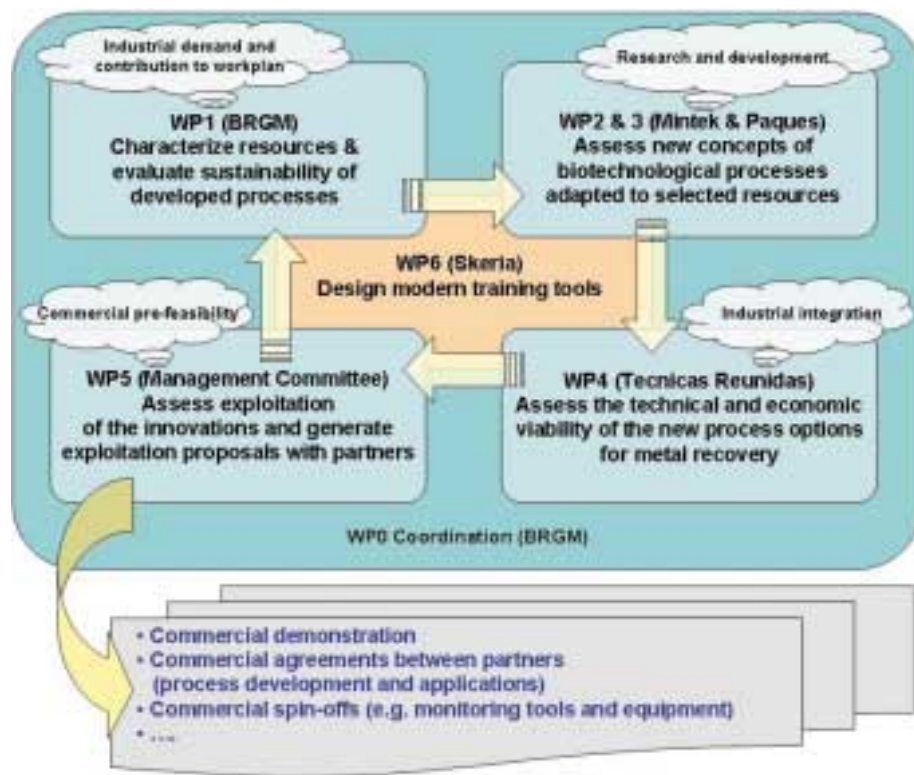 Industrial demand and
contribution to workplan
Research and development
WP1 (BRGM)
Characterize resources &
evaluate sustainability of
developed processes
WP2 & 3 (Mintek & Paques)
Assess new concepts of
biotechnological processes
adapted to selected resources
WP6 (Skeria)
Design modern training tools
Commercial pre-feasibility
Industrial integration
WP5 (Management Committee)
Assess exploitation
of the innovations and generate
exploitation proposals with partners
WP4 (Tecnicas Reunidas)
Assess the technical and economic
viability of the new process options
for metal recovery
WP0 Coordination (BRGM)
• Commercial demonstration
• Commercial agreements between partners
(process development and applications)
• Commercial spin-offs (e.g. monitoring tools and equipment)
• ....